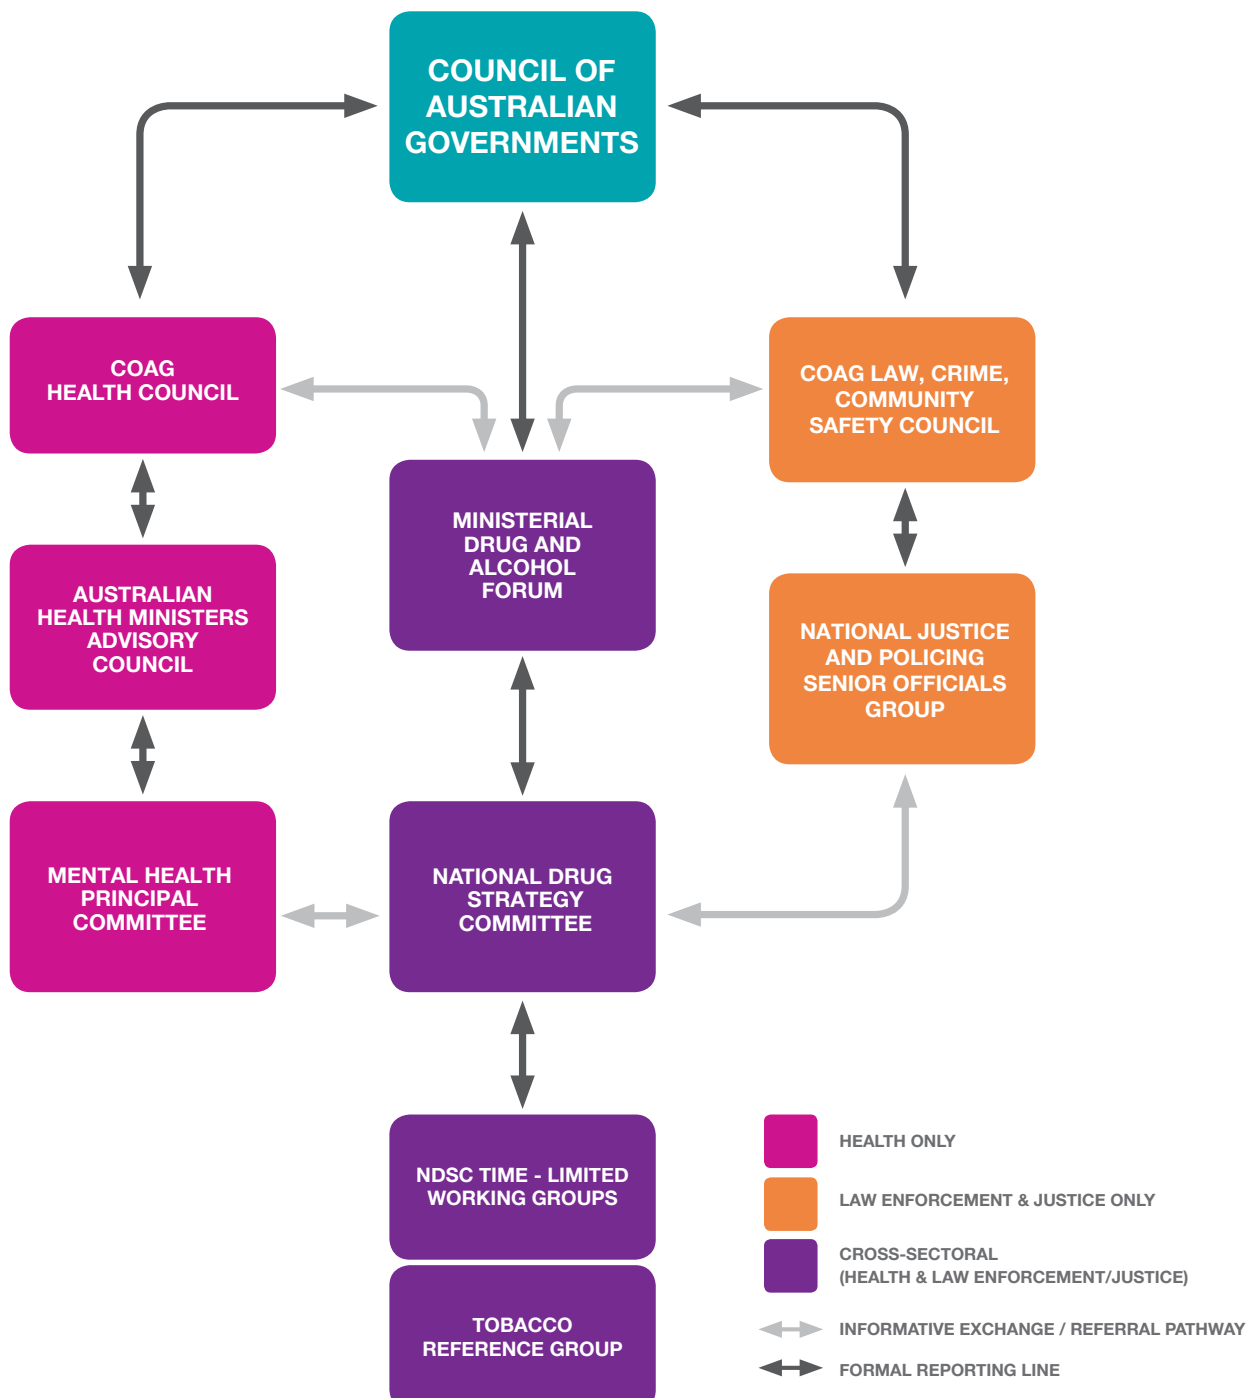 COUNCIL OF
AUSTRALIAN
GOVERNMENTS
COAG
HEALTH COUNCIL
COAG LAW, CRIME,
COMMUNITY
SAFETY COUNCIL
MINISTERIAL
DRUG AND
ALCOHOL
FORUM
AUSTRALIAN
HEALTH MINISTERS
ADVISORY
COUNCIL
NATIONAL JUSTICE
AND POLICING
SENIOR OFFICIALS
GROUP
MENTAL HEALTH
PRINCIPAL
COMMITTEE
NATIONAL DRUG
STRATEGY
COMMITTEE
NDSC TIME - LIMITED
WORKING GROUPS
TOBACCO
REFERENCE GROUP
HEALTH ONLY
LAW ENFORCEMENT & JUSTICE ONLY
CROSS-SECTORAL
(HEALTH & LAW ENFORCEMENT/JUSTICE)
INFORMATIVE EXCHANGE / REFERRAL PATHWAY
FORMAL REPORTING LINE